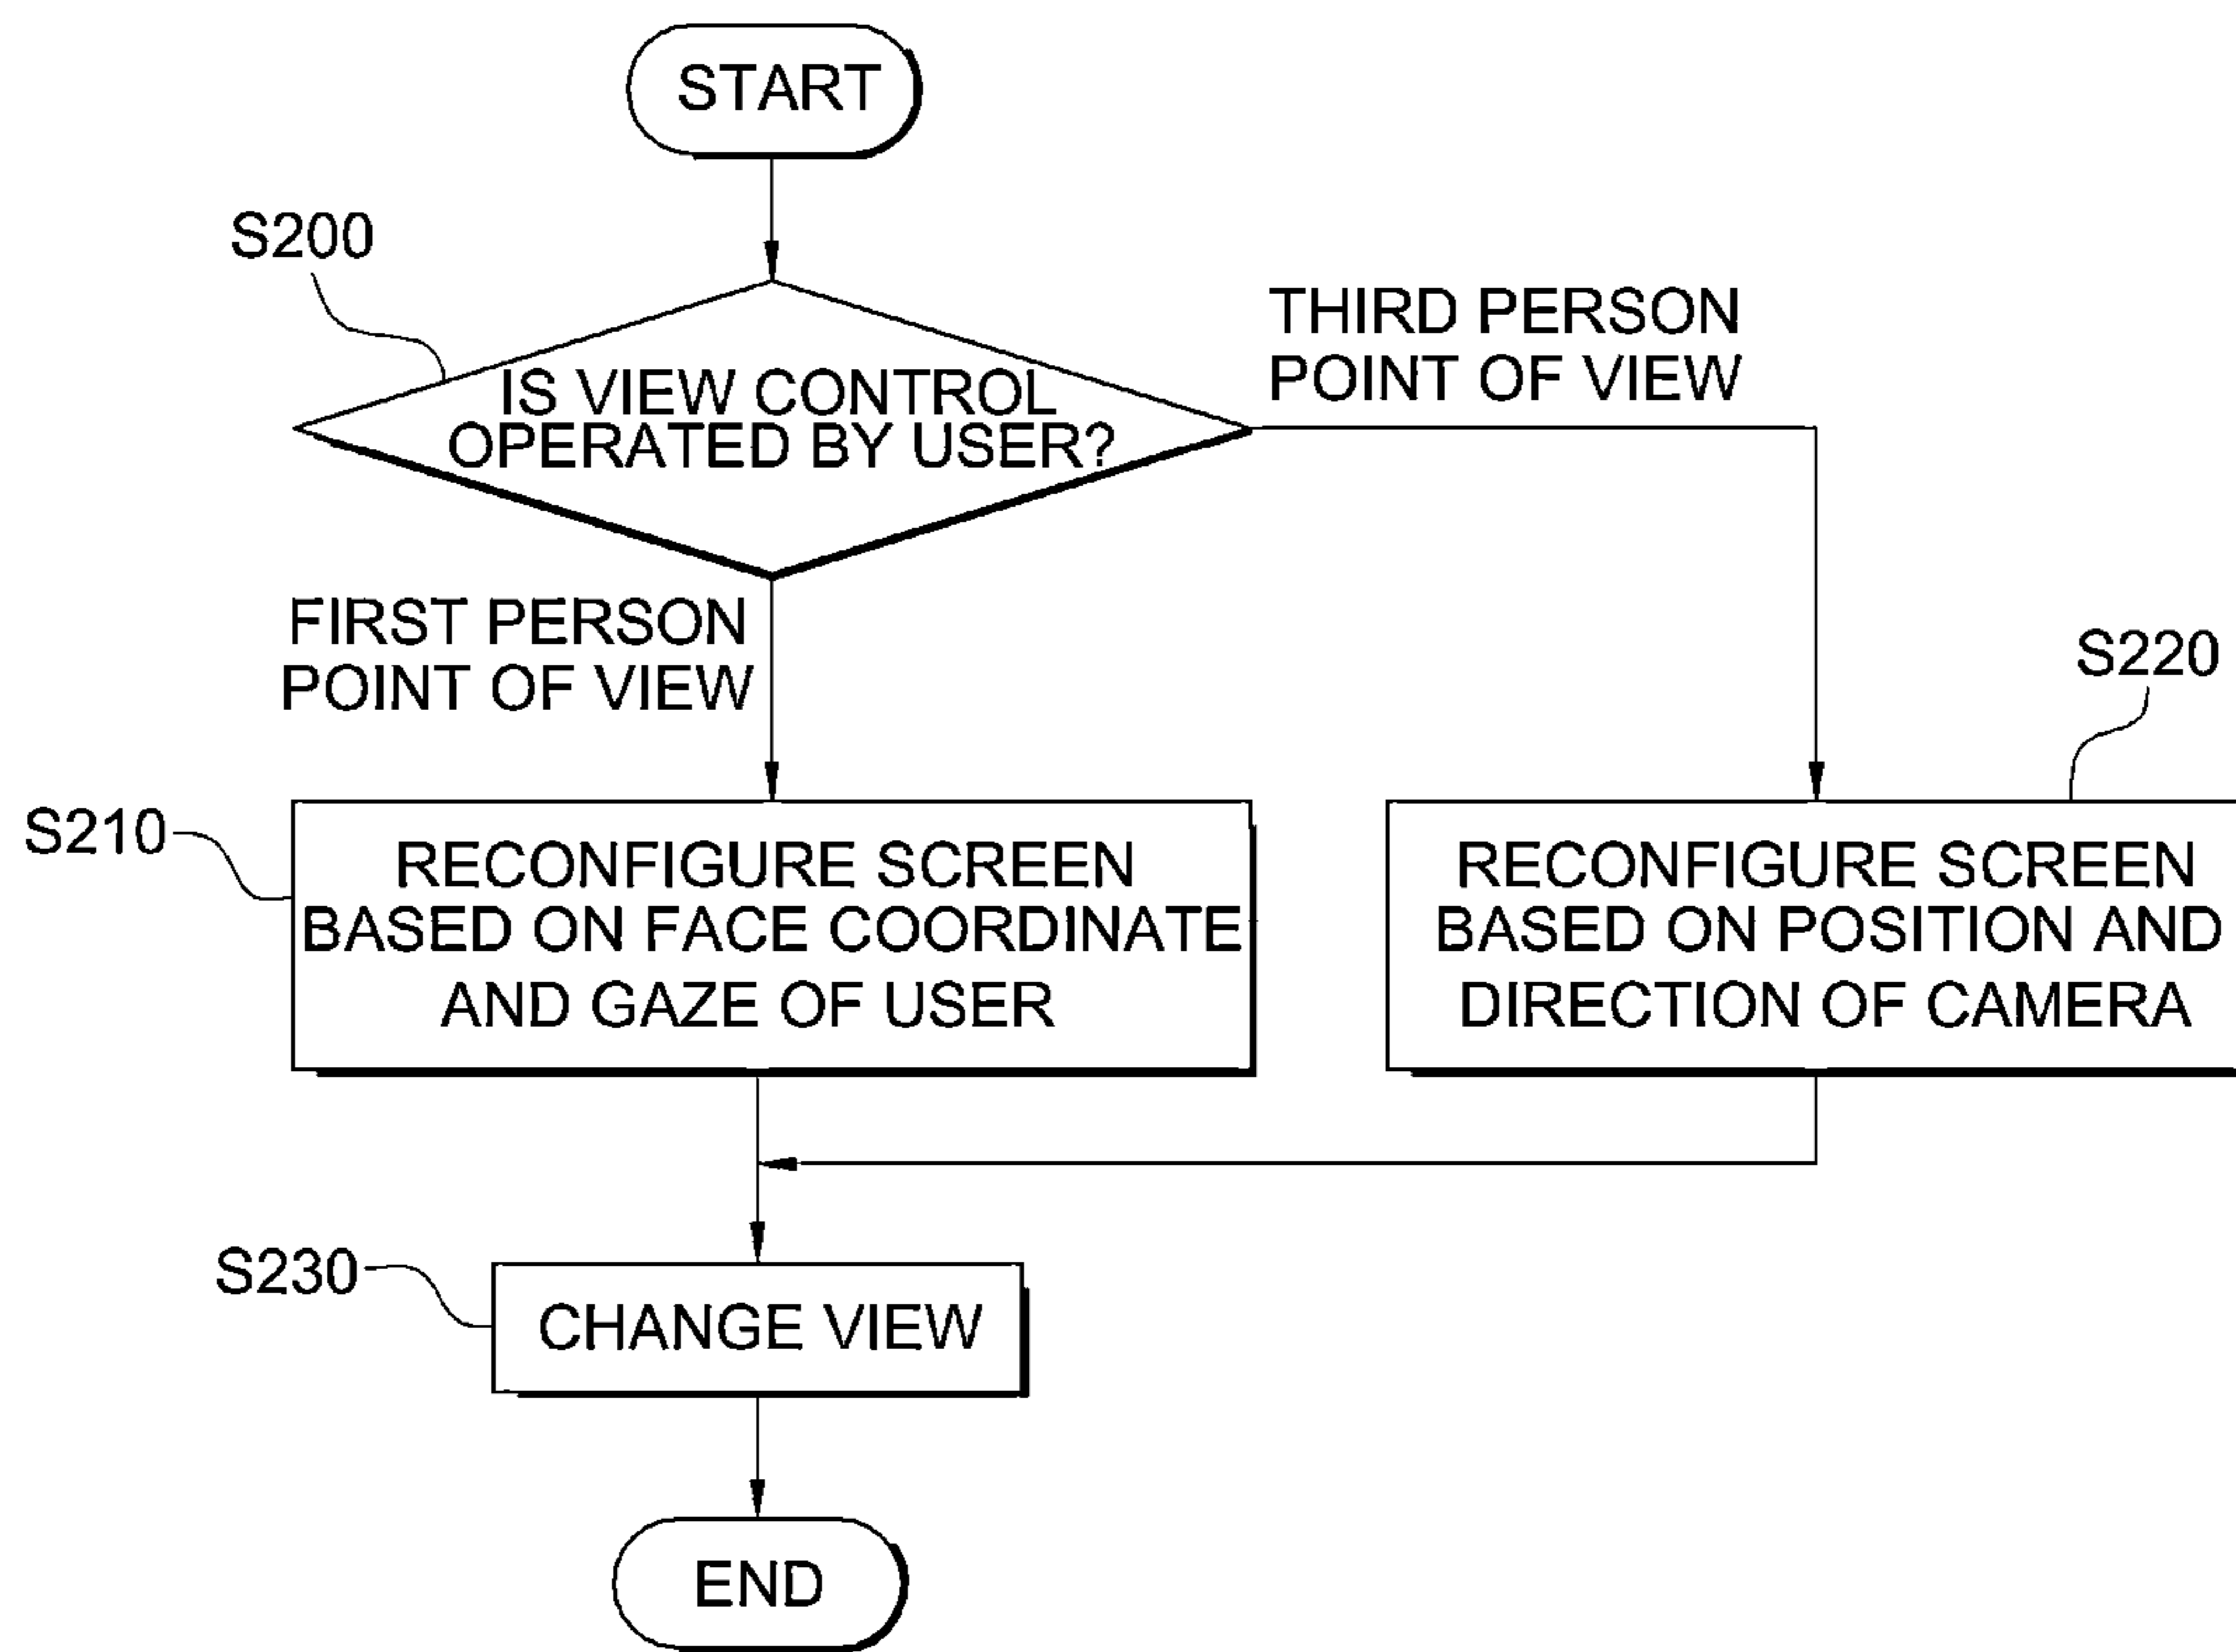 START
S200
IS VIEW CONTROL
OPERATED BY USER?
THIRD PERSON
POINT OF VIEW
FIRST PERSON
POINT OF VIEW
S220
S210
RECONFIGURE SCREEN
BASED ON FACE COORDINATE
AND GAZE OF USER
RECONFIGURE SCREEN
BASED ON POSITION AND
DIRECTION OF CAMERA
S230
CHANGE VIEW
END